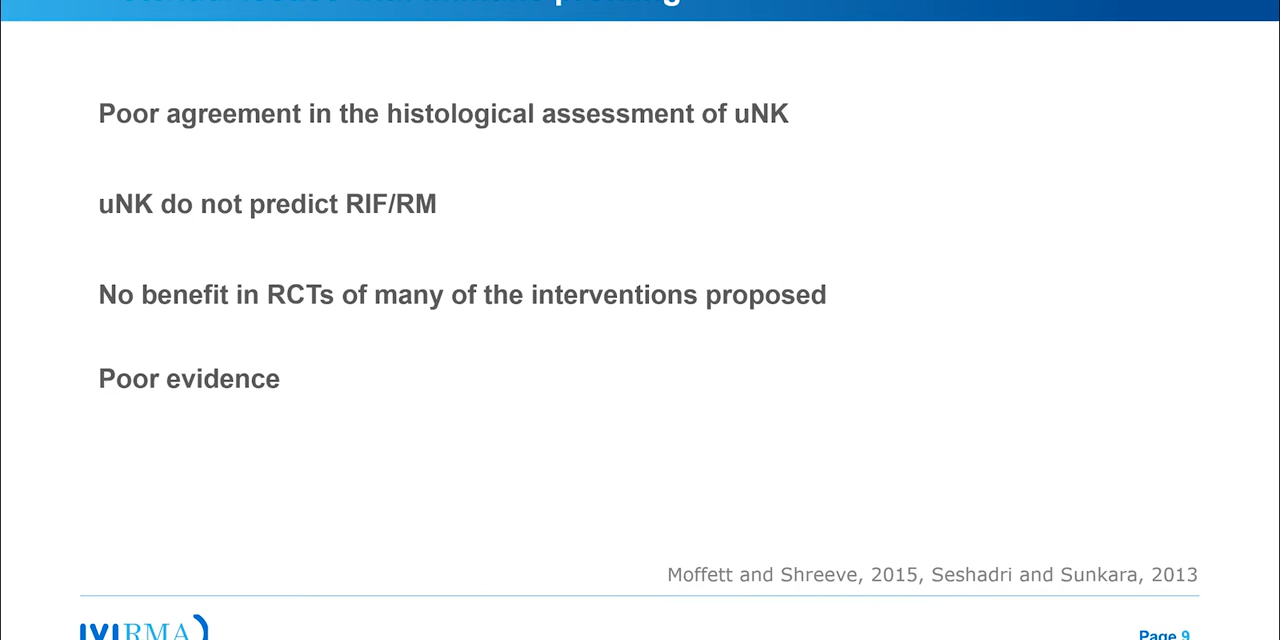 Poor agreement in the histological assessment of uNK
uNK do not predict RIF/RM
No benefit in RCTs of many of the interventions proposed
Poor evidence
Moffett and Shreeve, 2015, Seshadri and Sunkara, 2013
IVIRMA
Page 9